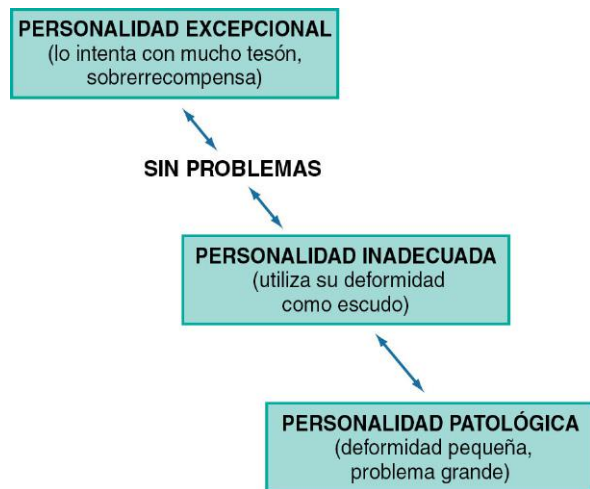 PERSONALIDAD EXCEPCIONAL
(lo intenta con mucho tesón,
sobrerrecompensa)
SIN PROBLEMAS
PERSONALIDAD INADECUADA
(utiliza su deformidad
como escudo)
PERSONALIDAD PATOLÓGICA
(deformidad pequeña,
problema grande)